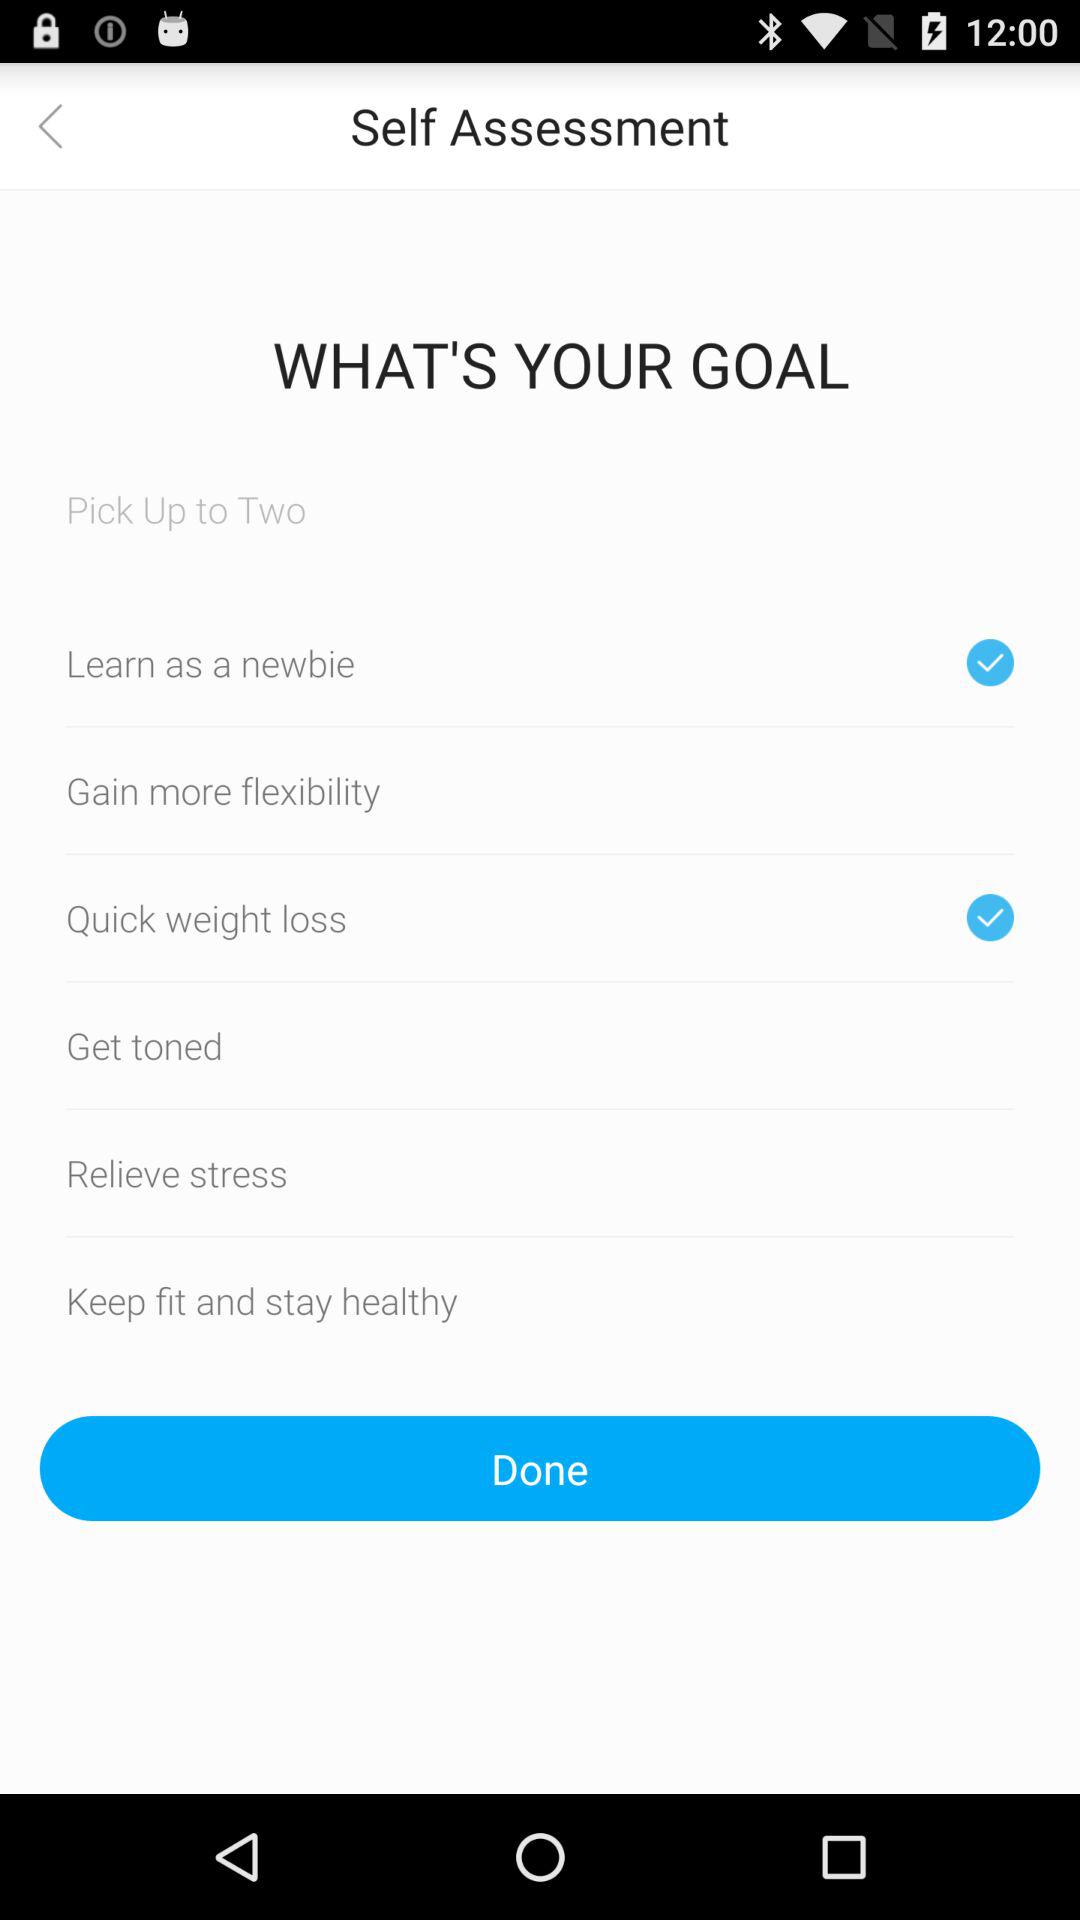 12:00
Self Assessment
WHAT'S YOUR GOAL
Pick Up to Two
Learn as a newbie
Gain more flexibility
Quick weight loss
Get toned
Relieve stress
Keep fit and stay healthy
Done